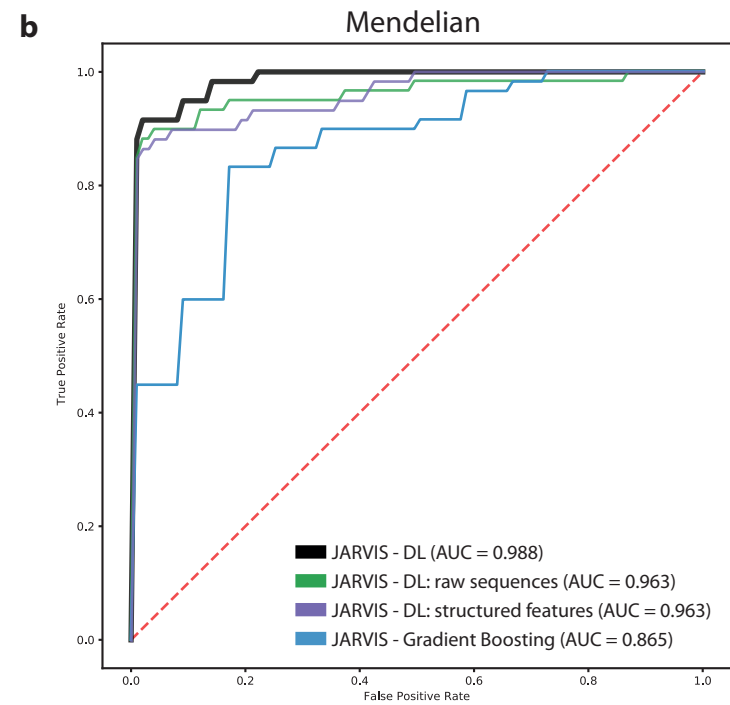 b
Mendelian
1.0
0.8
0.6
0.4
0.2
0.0
True Positive Rate
JARVIS - DL (AUC = 0.988)
JARVIS - DL: raw sequences (AUC = 0.963)
JARVIS - DL: structured features (AUC = 0.963)
JARVIS - Gradient Boosting (AUC = 0.865)
0.0 0.2 0.4 0.6 0.8 1.0
False Positive Rate